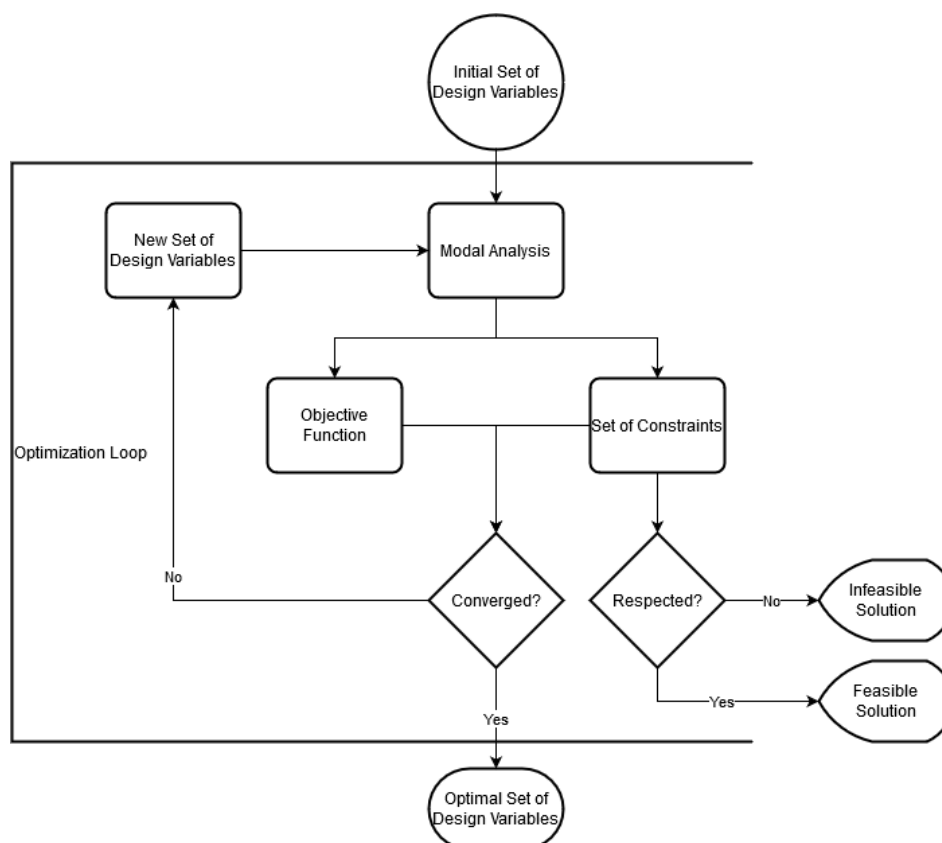 Initial Set of
Design Variables
New Set of
Design Variables
Modal Analysis
Objective
Function
Set of Constraints
Optimization Loop
No
Converged?
Respected?
No
Infeasible
Solution
Yes
Feasible
Solution
Yes
Optimal Set of
Design Variables